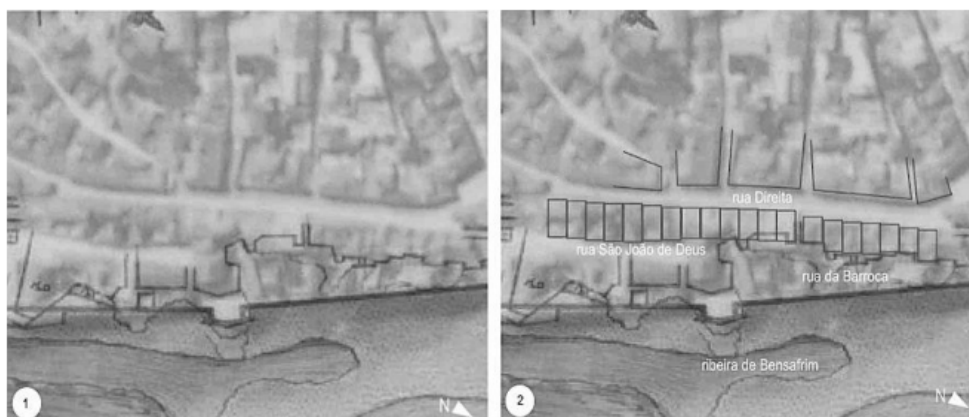 1
N
rua Direita
rua São João de Deus
rua da Barroca
ribeira de Bensafrim
2
N